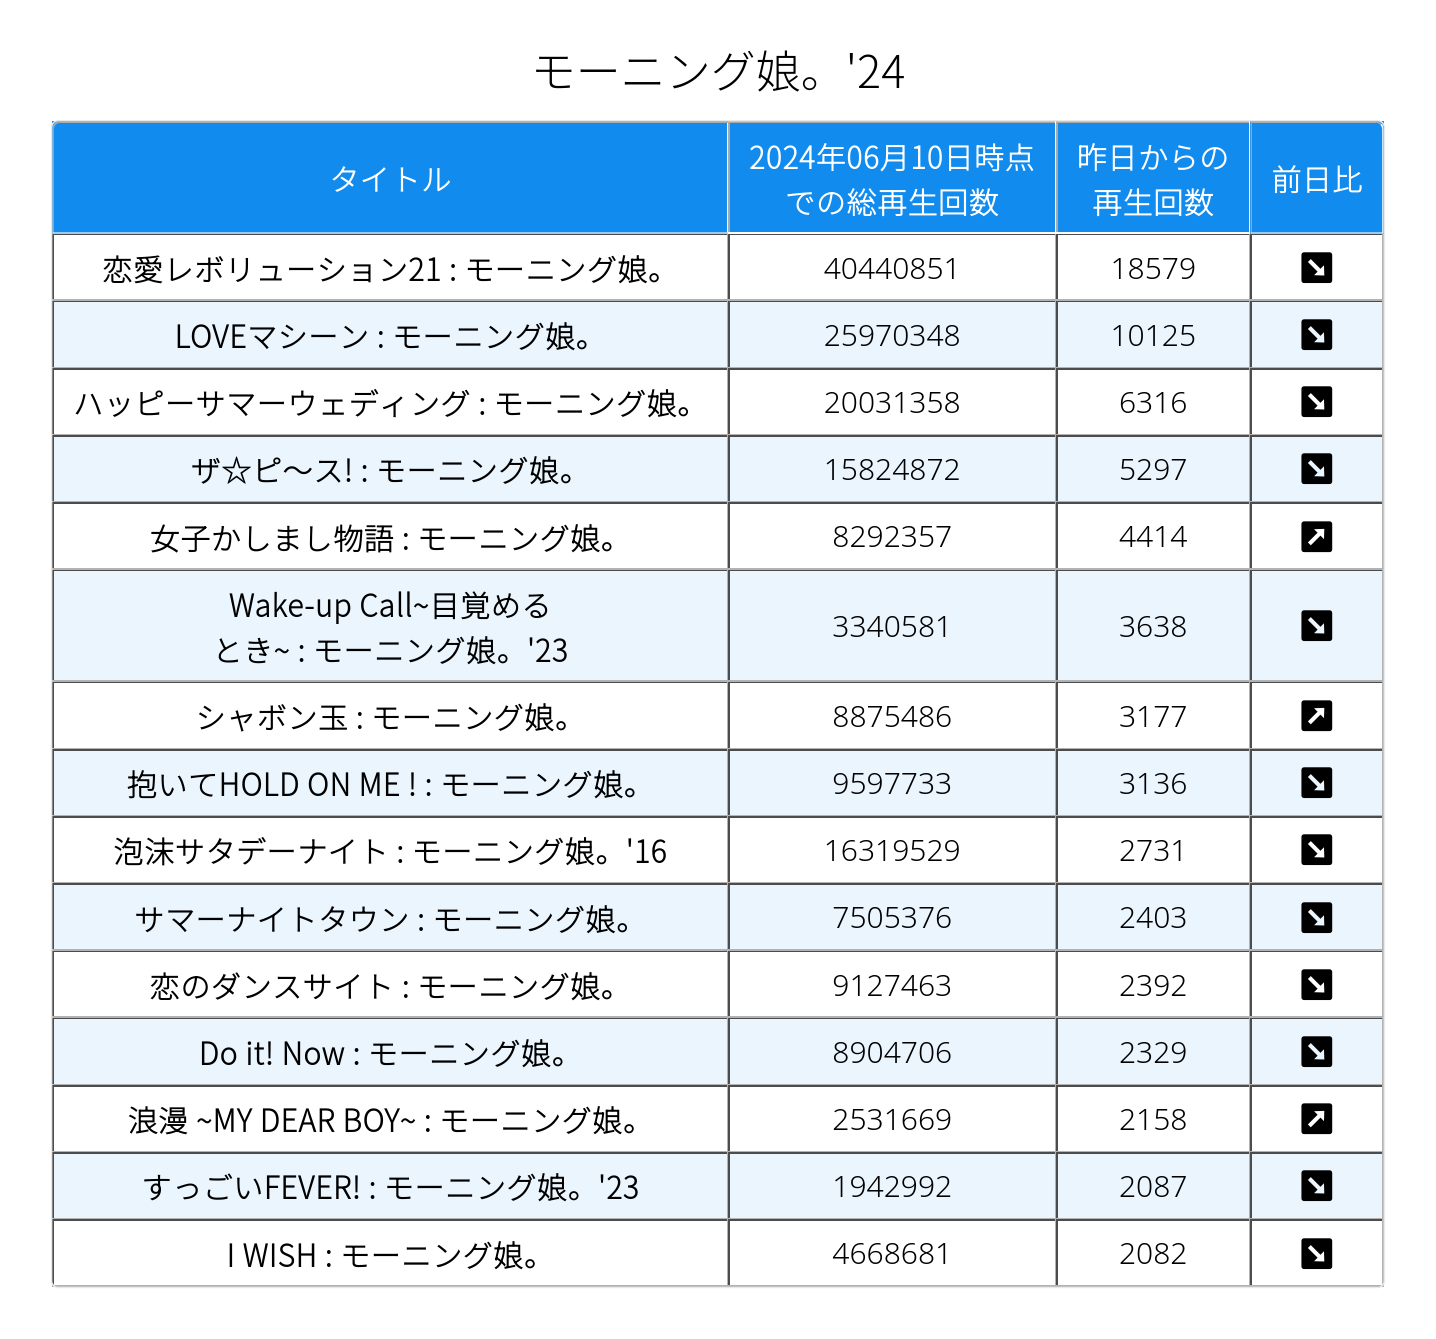 モーニング娘。'24
タイトル
2024年06月10日時点
での総再生回数
昨日からの
再生回数
前日比
恋愛レボリューション21 : モーニング娘。 40440851 18579 ↘
LOVEマシーン : モーニング娘。 25970348 10125 ↘
ハッピーサマーウェディング : モーニング娘。 20031358 6316 ↘
ザ☆ピ〜ス! : モーニング娘。 15824872 5297 ↘
女子かしまし物語 : モーニング娘。 8292357 4414 ↗
Wake-up Call~目覚める
とき~ : モーニング娘。'23 3340581 3638 ↘
シャボン玉 : モーニング娘。 8875486 3177 ↗
抱いてHOLD ON ME ! : モーニング娘。 9597733 3136 ↘
泡沫サタデーナイト : モーニング娘。'16 16319529 2731 ↘
サマーナイトタウン : モーニング娘。 7505376 2403 ↘
恋のダンスサイト : モーニング娘。 9127463 2392 ↘
Do it! Now : モーニング娘。 8904706 2329 ↘
浪漫 ~MY DEAR BOY~ : モーニング娘。 2531669 2158 ↗
すっごいFEVER! : モーニング娘。'23 1942992 2087 ↘
I WISH : モーニング娘。 4668681 2082 ↘